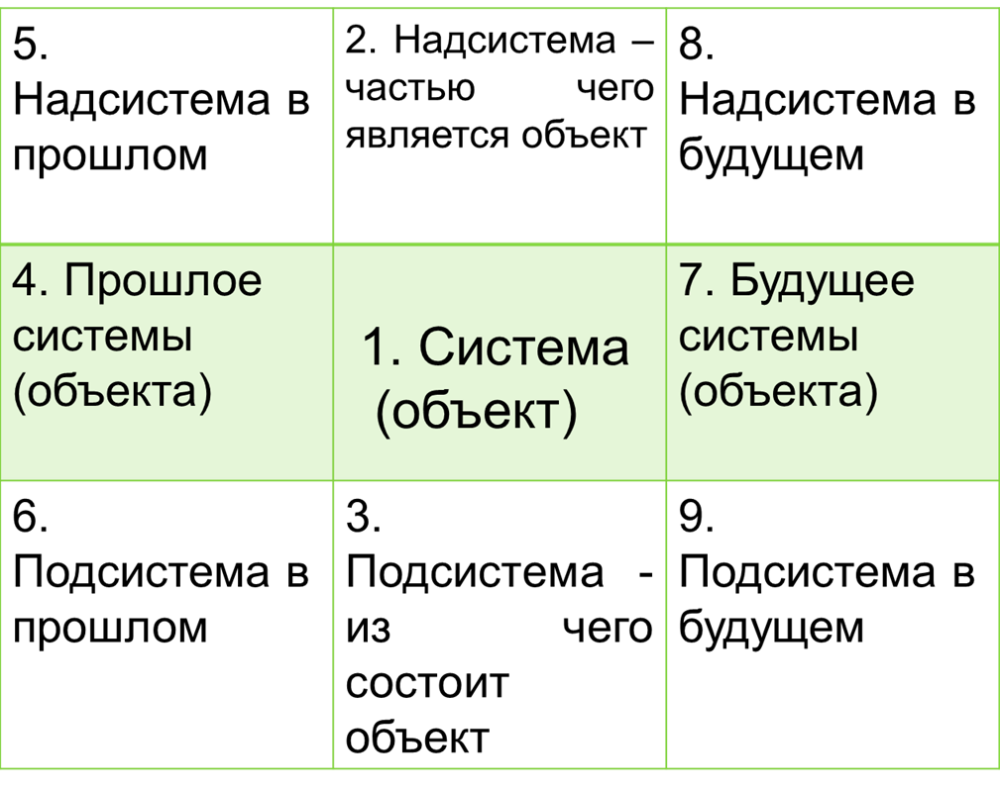 5.
Надсистема в
прошлом
2. Надсистема –
частью чего
является объект
8.
Надсистема в
будущем
4. Прошлое
системы
(объекта)
1. Система
(объект)
7. Будущее
системы
(объекта)
6.
Подсистема в
прошлом
3.
Подсистема -
из чего
состоит
объект
9.
Подсистема в
будущем